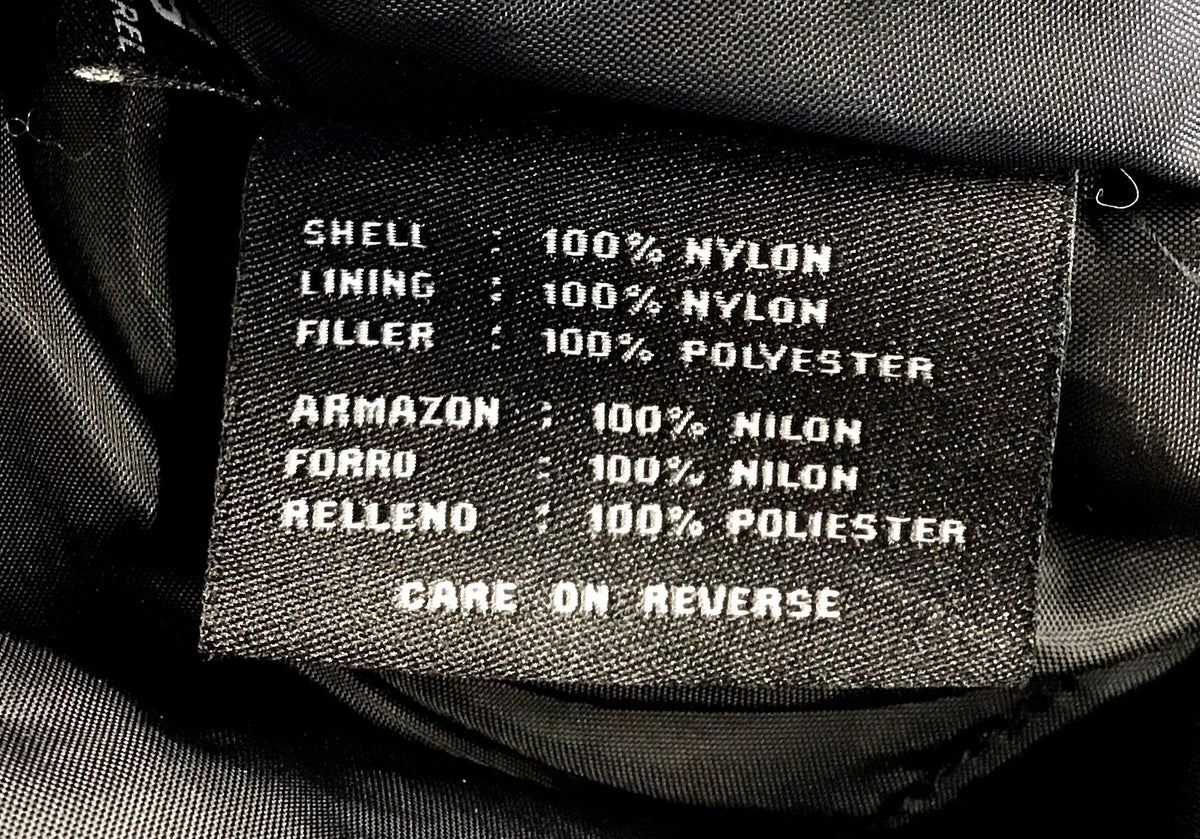 SHELL : 100% NYLON
LINING : 100% NYLON
FILLER : 100% POLYESTER
ARMAZON : 100% NILON
FORRO : 100% NILON
RELLENO : 100% POLIESTER
CARE ON REVERSE